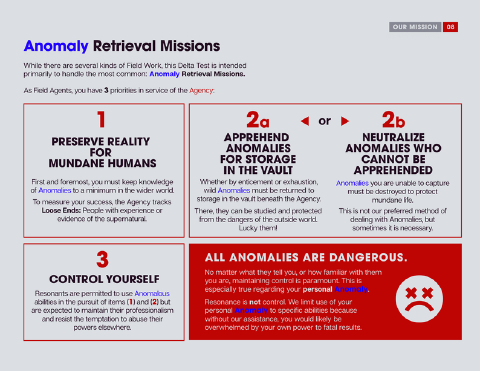 OUR MISSION 08
Anomaly Retrieval Missions
While there are several kinds of Field Work, this Delta Test is intended
primarily to handle the most common: Anomaly Retrieval Missions.
As Field Agents, you have 3 priorities in service of the Agency:
1
PRESERVE REALITY
FOR
MUNDANE HUMANS
First and foremost, you must keep knowledge
of Anomalies to a minimum in the wider world.
To measure your success, the Agency tracks
Loose Ends: People with experience or
evidence of the supernatural.
2a
APPREHEND
ANOMALIES
FOR STORAGE
IN THE VAULT
Whether by enticement or exhaustion,
wild Anomalies must be returned to
storage in the vault beneath the Agency.
There, they can be studied and protected
from the dangers of the outside world.
Lucky them!
◀ or ▶
2b
NEUTRALIZE
ANOMALIES WHO
CANNOT BE
APPREHENDED
Anomalies you are unable to capture
must be destroyed to protect
mundane life.
This is not our preferred method of
dealing with Anomalies, but
sometimes it is necessary.
3
CONTROL YOURSELF
Resonants are permitted to use Anomalous
abilities in the pursuit of items (1) and (2) but
are expected to maintain their professionalism
and resist the temptation to abuse their
powers elsewhere.
ALL ANOMALIES ARE DANGEROUS.
No matter what they tell you, or how familiar with them
you are, maintaining control is paramount. This is
especially true regarding your personal Anomaly.
Resonance is not control. We limit use of your
personal Anomaly to specific abilities because
without our assistance, you would likely be
overwhelmed by your own power to fatal results.